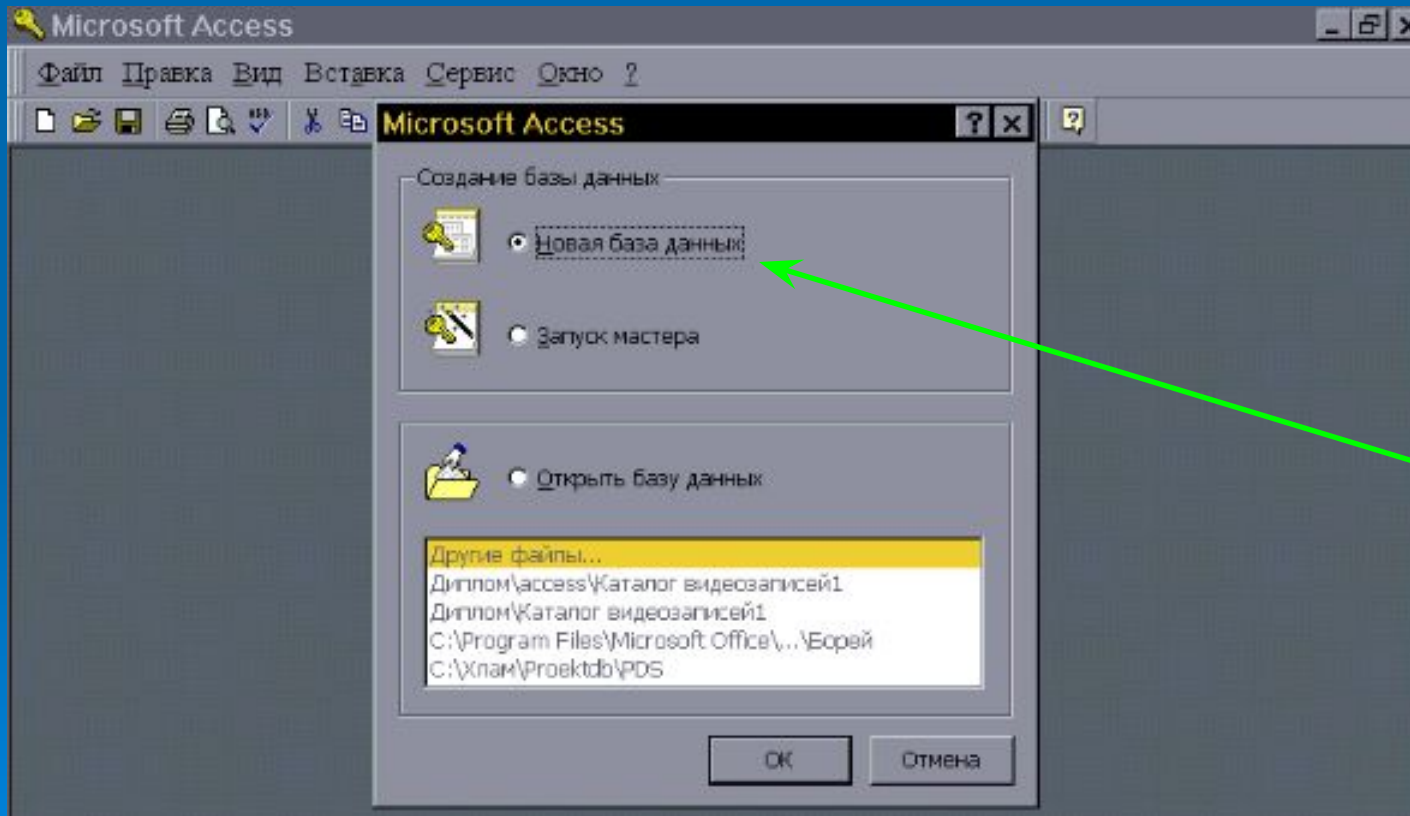 Microsoft Access
Файл Правка Вид Вставка Сервис Окно ?
Microsoft Access
Создание базы данных
Новая база данных
Запуск мастера
Открыть базу данных
Другие файлы...
Диплом\access\Каталог видеозаписей1
Диплом\Каталог видеозаписей1
C:\Program Files\Microsoft Office\...\Борей
C:\Хлам\Proektdb\PDS
ОК
Отмена